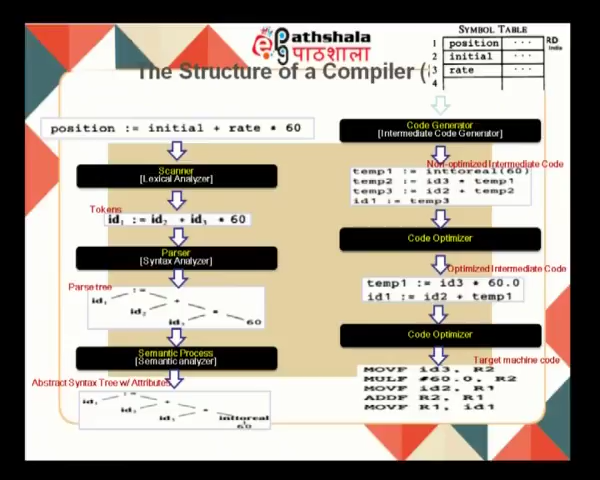 ePathshala
पाठशाला
SYMBOL TABLE
1 position ...
2 initial ...
3 rate ...
4
RD
India
The Structure of a Compiler (
position := initial + rate * 60
Scanner
[Lexical Analyzer]
Tokens
id1 := id2 + id3 * 60
Parser
[Syntax Analyzer]
Parse tree
:=
id1 +
id2 *
id3 60
Semantic Process
[Semantic analyzer]
Abstract Syntax Tree w/ Attributes
:=
id1 +
id2 *
id3 inttoreal
60
Code Generator
[Intermediate Code Generator]
Non-optimized Intermediate Code
temp1 := inttoreal(60)
temp2 := id3 * temp1
temp3 := id2 + temp2
id1 := temp3
Code Optimizer
Optimized Intermediate Code
temp1 := id3 * 60.0
id1 := id2 + temp1
Code Optimizer
Target machine code
MOVF id3, R2
MULF #60.0, R2
MOVF id2, R1
ADDF R2, R1
MOVF R1, id1